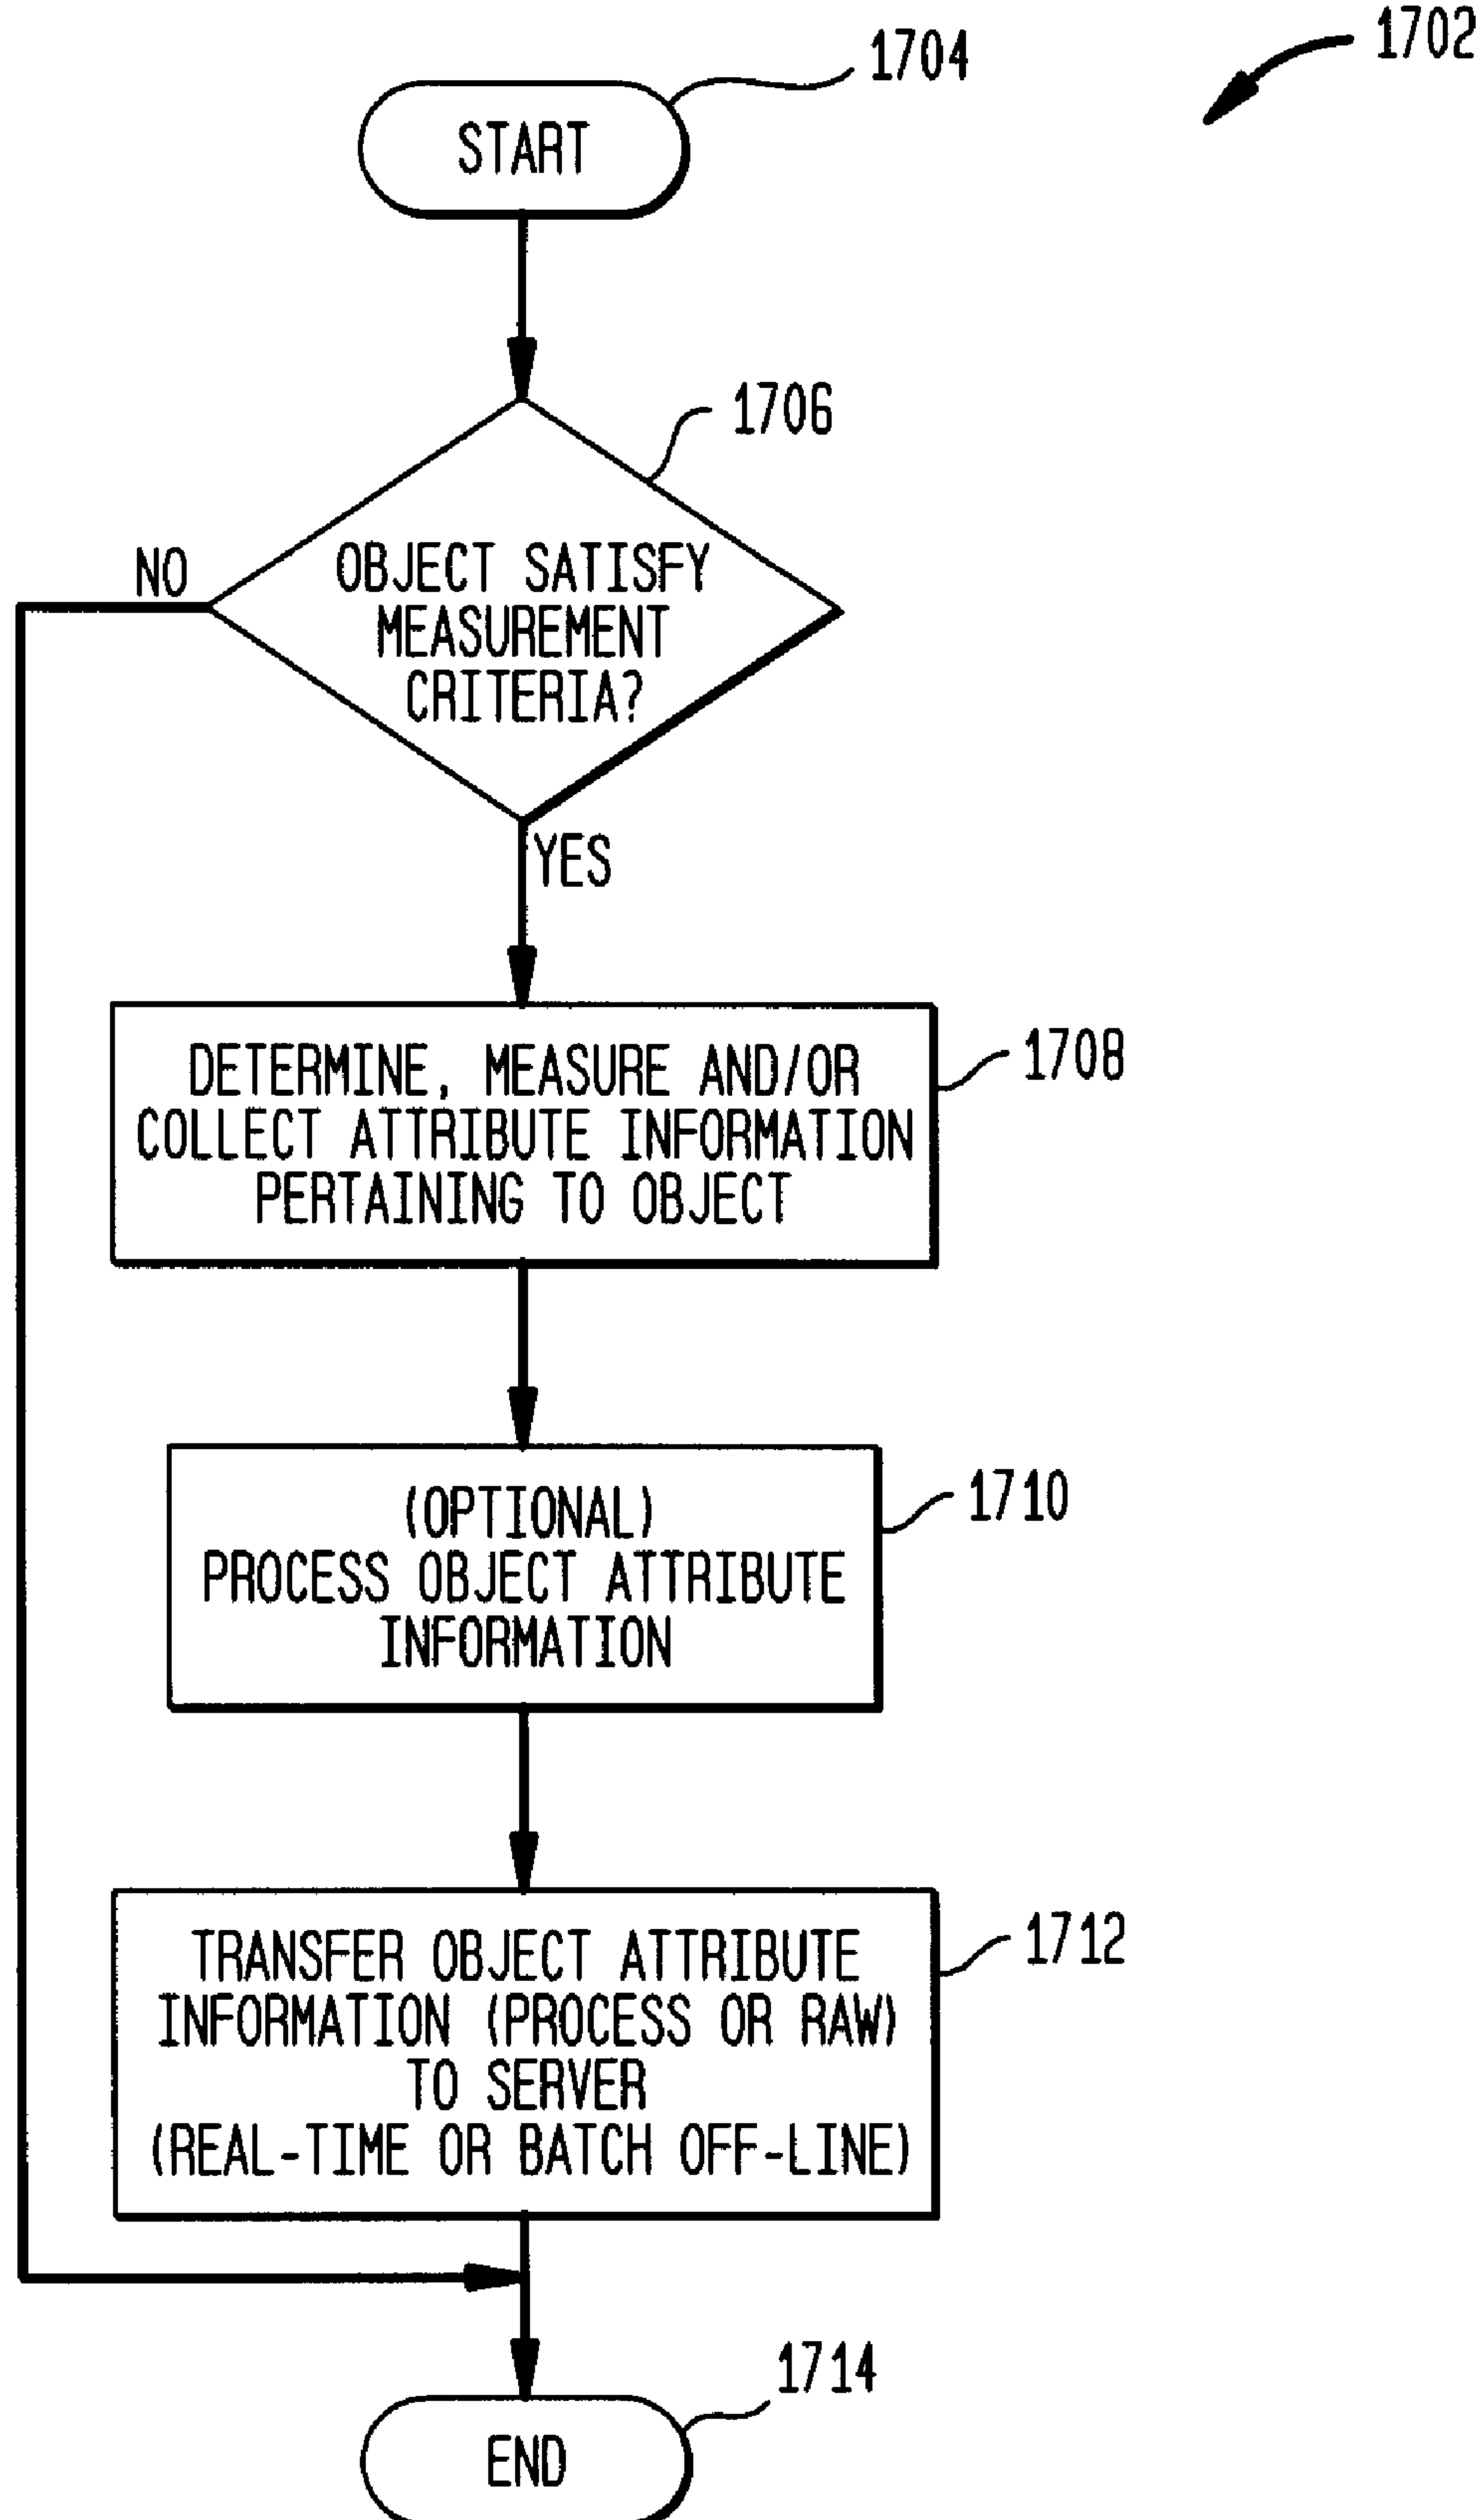 1702
1704
START
1706
NO
OBJECT SATISFY
MEASUREMENT
CRITERIA?
YES
1708
DETERMINE, MEASURE AND/OR
COLLECT ATTRIBUTE INFORMATION
PERTAINING TO OBJECT
1710
(OPTIONAL)
PROCESS OBJECT ATTRIBUTE
INFORMATION
1712
TRANSFER OBJECT ATTRIBUTE
INFORMATION (PROCESS OR RAW)
TO SERVER
(REAL-TIME OR BATCH OFF-LINE)
1714
END